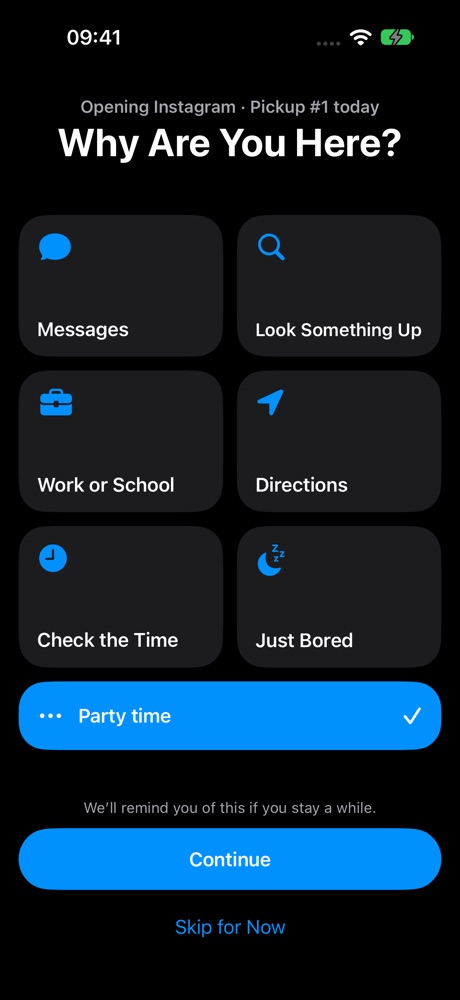 09:41
Opening Instagram · Pickup #1 today
Why Are You Here?
Messages
Look Something Up
Work or School
Directions
Check the Time
Just Bored
Party time
We’ll remind you of this if you stay a while.
Continue
Skip for Now